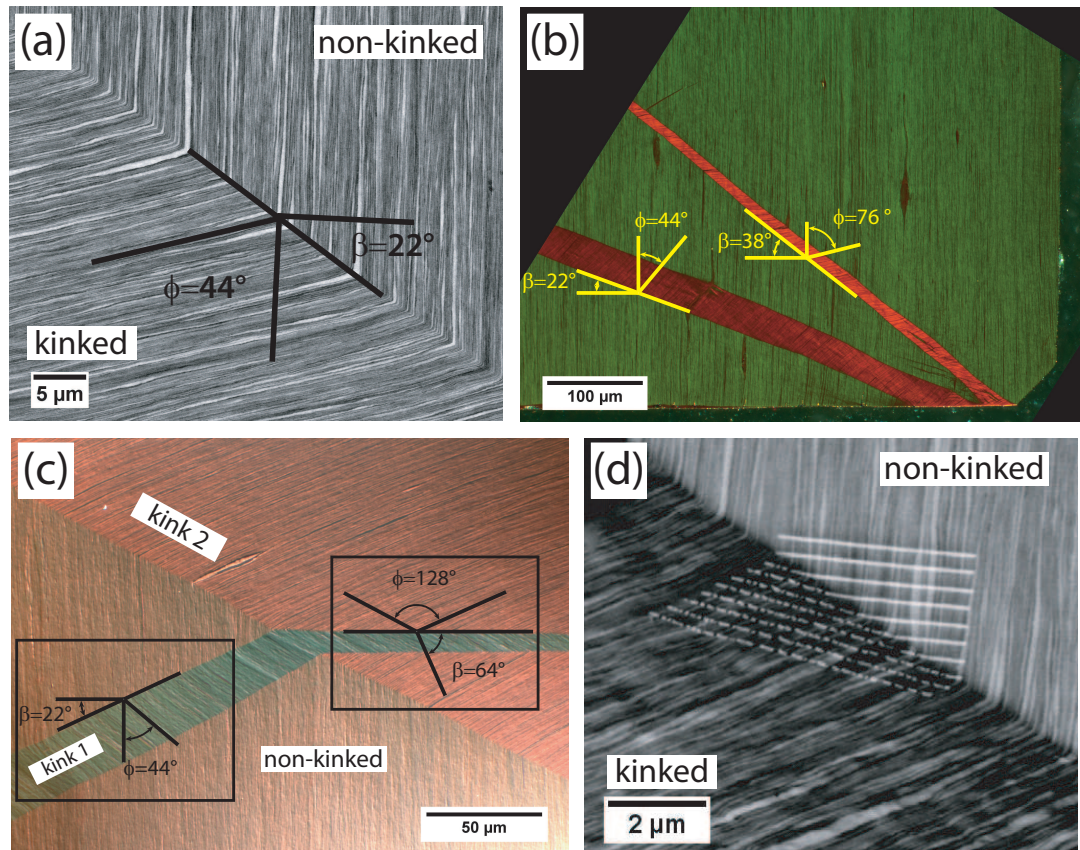 (a)
non-kinked
β=22°
φ=44°
kinked
5 µm
(b)
φ=44°
φ=76 °
β=38°
β=22°
100 µm
(c)
kink 2
φ=128°
β=64°
β=22°
kink 1
φ=44°
non-kinked
50 µm
(d)
non-kinked
kinked
2 µm